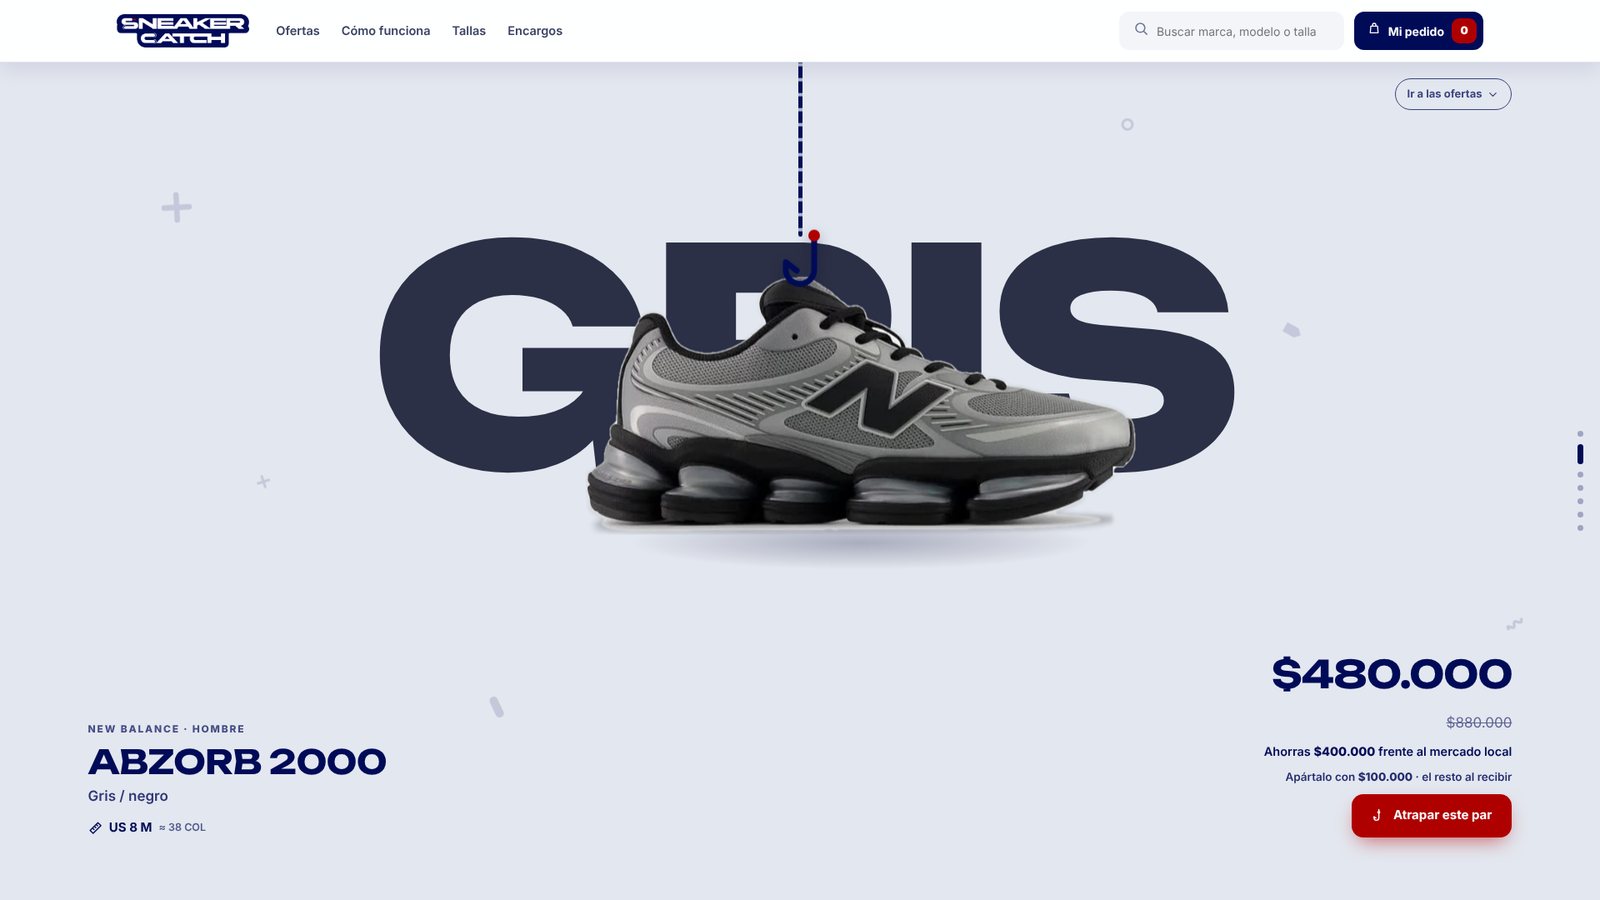 SNEAKER
CATCH
Ofertas
Cómo funciona
Tallas
Encargos
Buscar marca, modelo o talla
Mi pedido
0
Ir a las ofertas
GRIS
N
NEW BALANCE · HOMBRE
ABZORB 2000
Gris / negro
US 8 M ≈ 38 COL
$480.000
$880.000
Ahorras $400.000 frente al mercado local
Apártalo con $100.000 · el resto al recibir
Atrapar este par